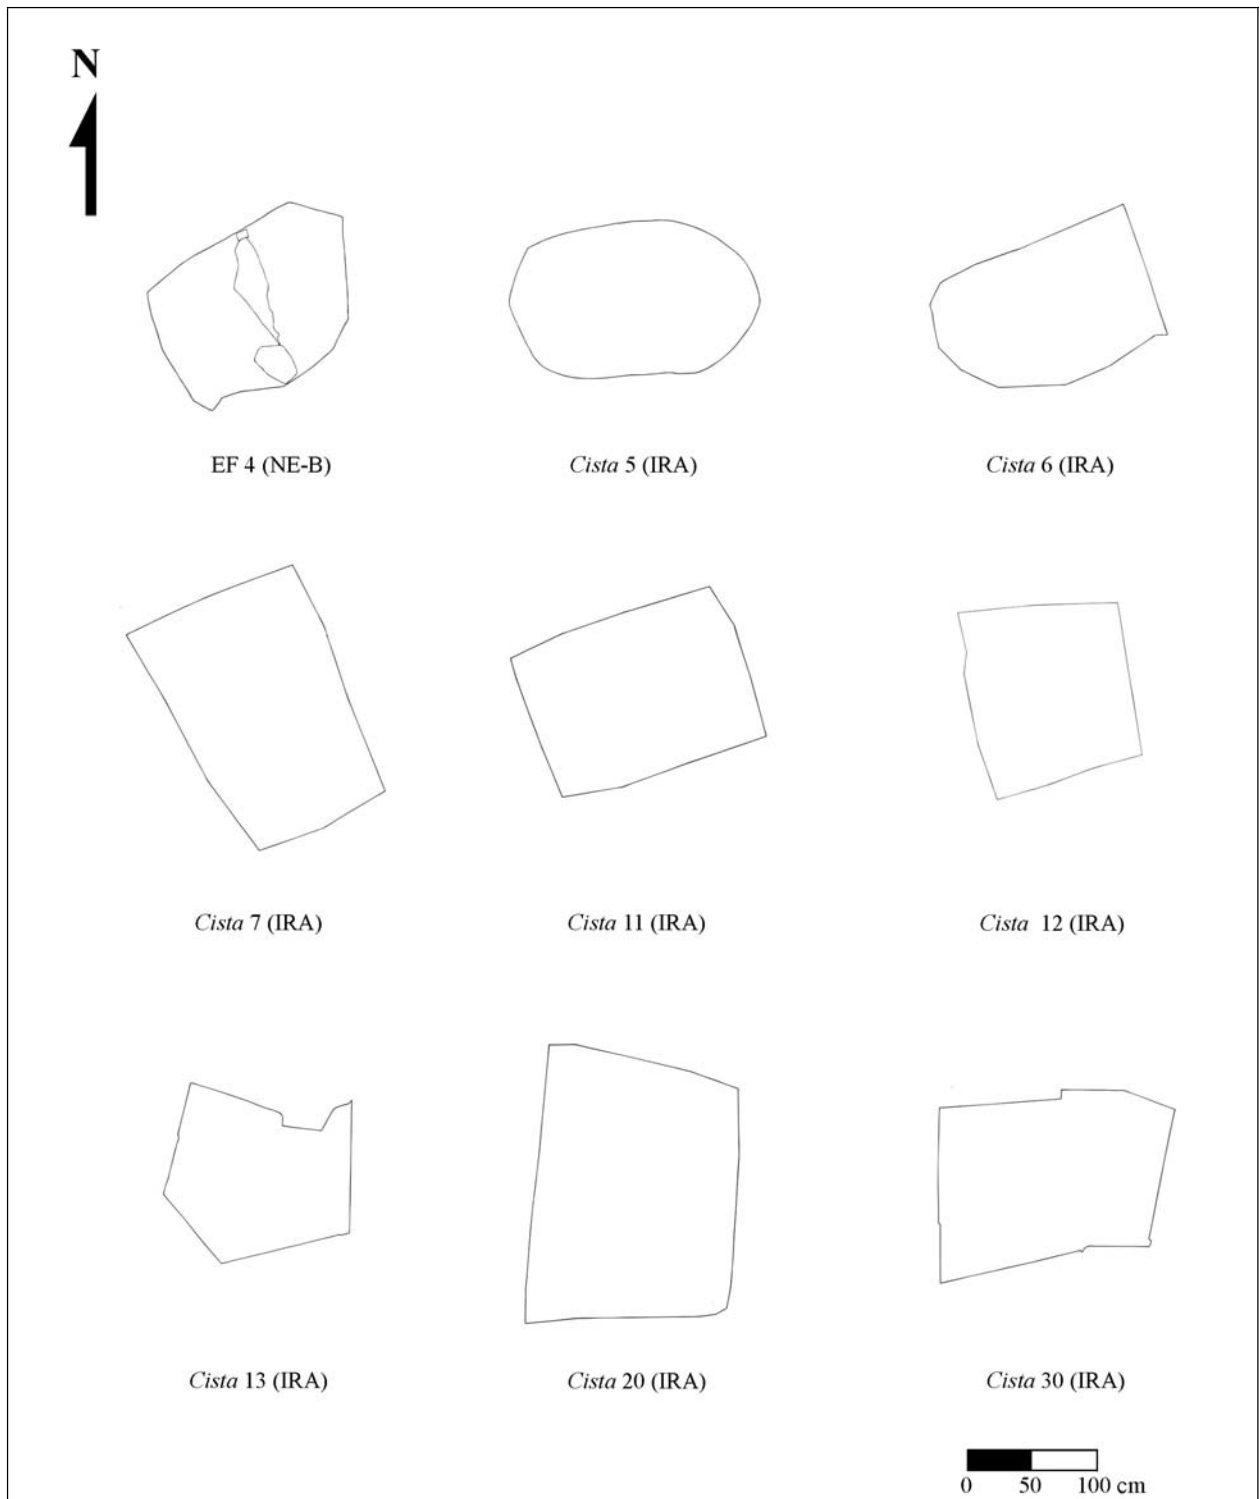 N
EF 4 (NE-B)
Cista 5 (IRA)
Cista 6 (IRA)
Cista 7 (IRA)
Cista 11 (IRA)
Cista 12 (IRA)
Cista 13 (IRA)
Cista 20 (IRA)
Cista 30 (IRA)
0 50 100 cm